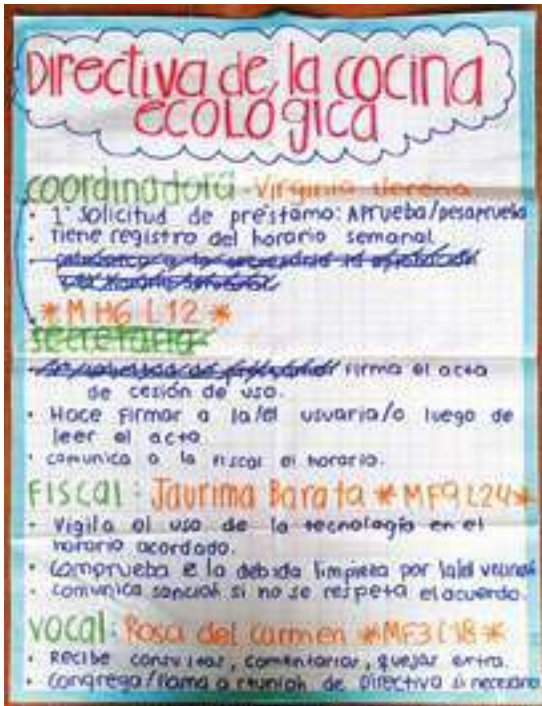 Directiva de la cocina
ecológica
coordinadora - Virginia
• 1° solicitud de préstamo: Aprueba/desaprueba
• Tiene registro del horario semanal
*MH6 L12*
secretaria
firma el acta
de cesión de uso.
• Hace firmar a la/el usuaria/o luego de
leer el acta
• comunica a la fiscal el horario.
Fiscal: Jaurima Barata *MF9 L24*
• Vigila el uso de la tecnología en el
horario acordado.
• Comprueba la debida limpieza por la/el
• comunica sanción si no se respeta el acuerdo.
vocal: Rosa del Carmen *MF3 L18*
• Recibe consultas, comentarios, quejas extra.
• Congrega/llama a reunión de Directiva si necesario